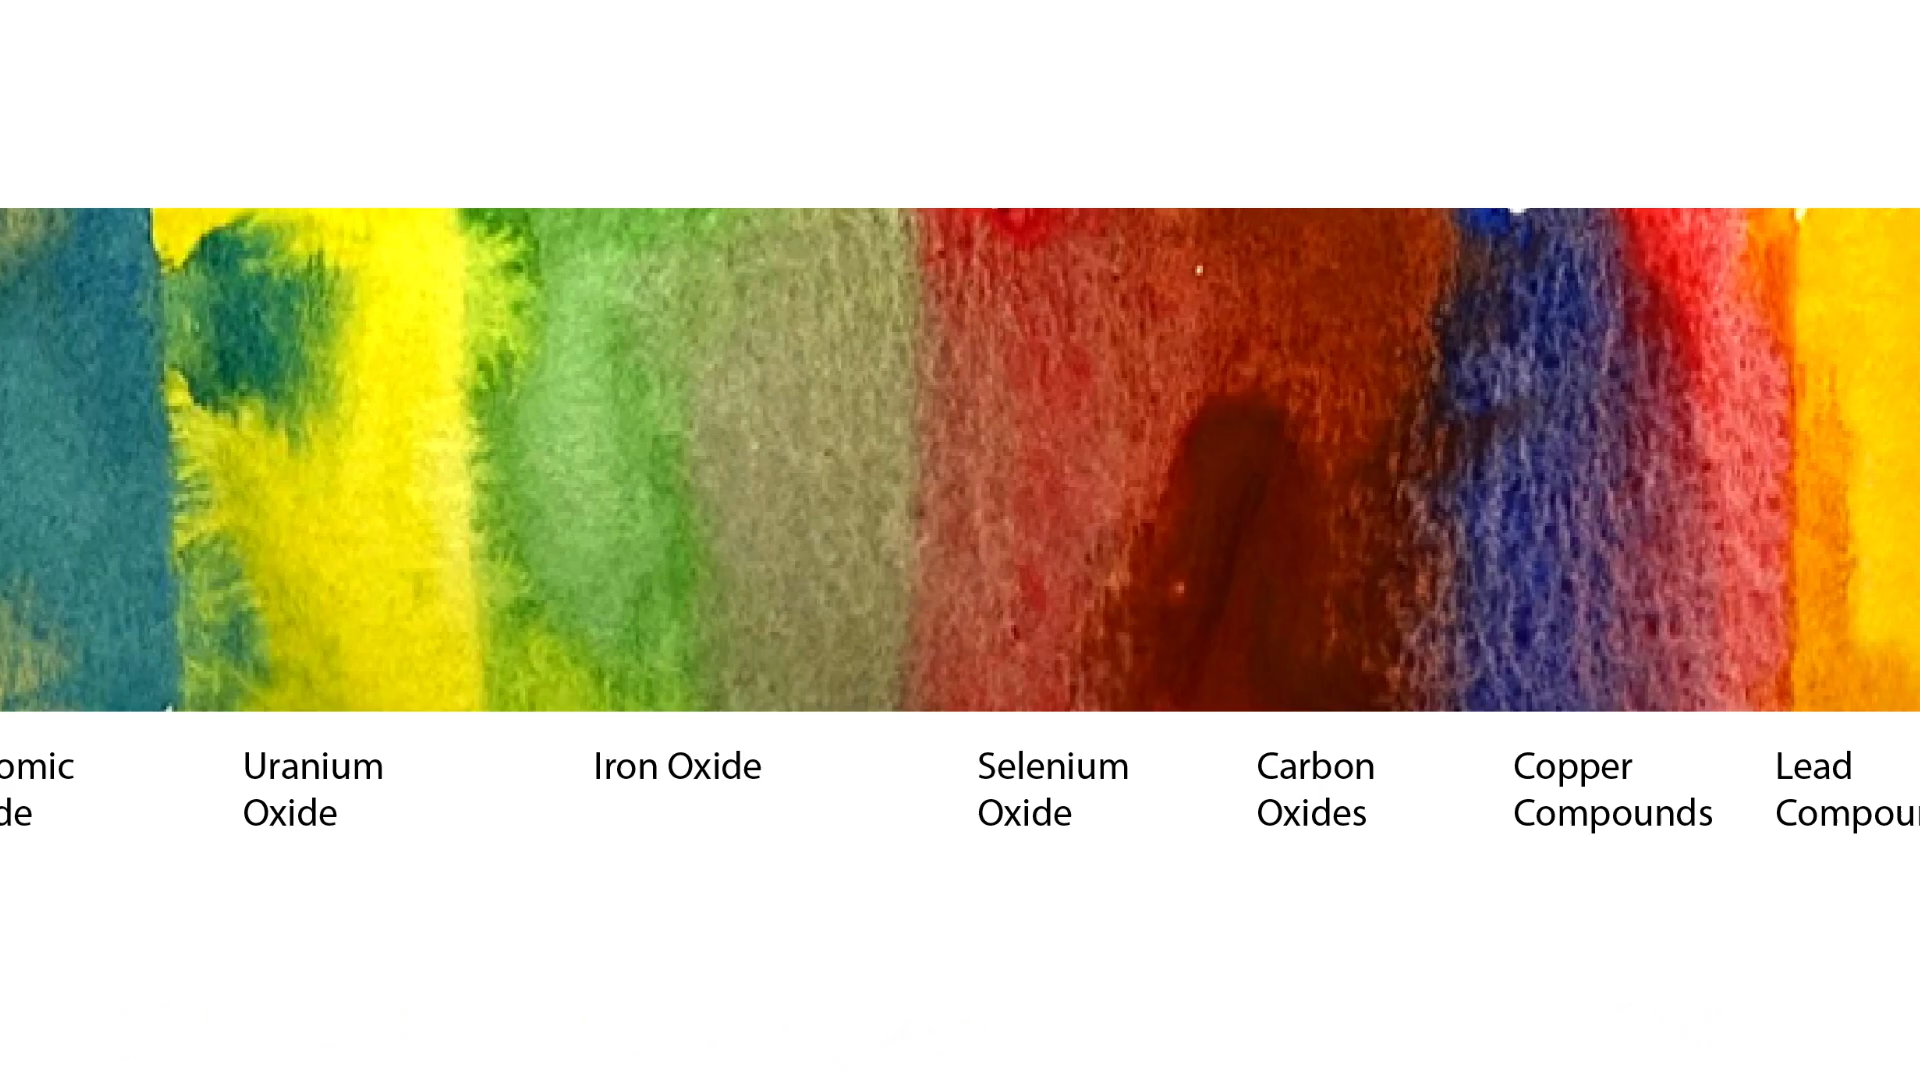 omic
de
Uranium
Oxide
Iron Oxide
Selenium
Oxide
Carbon
Oxides
Copper
Compounds
Lead
Compou